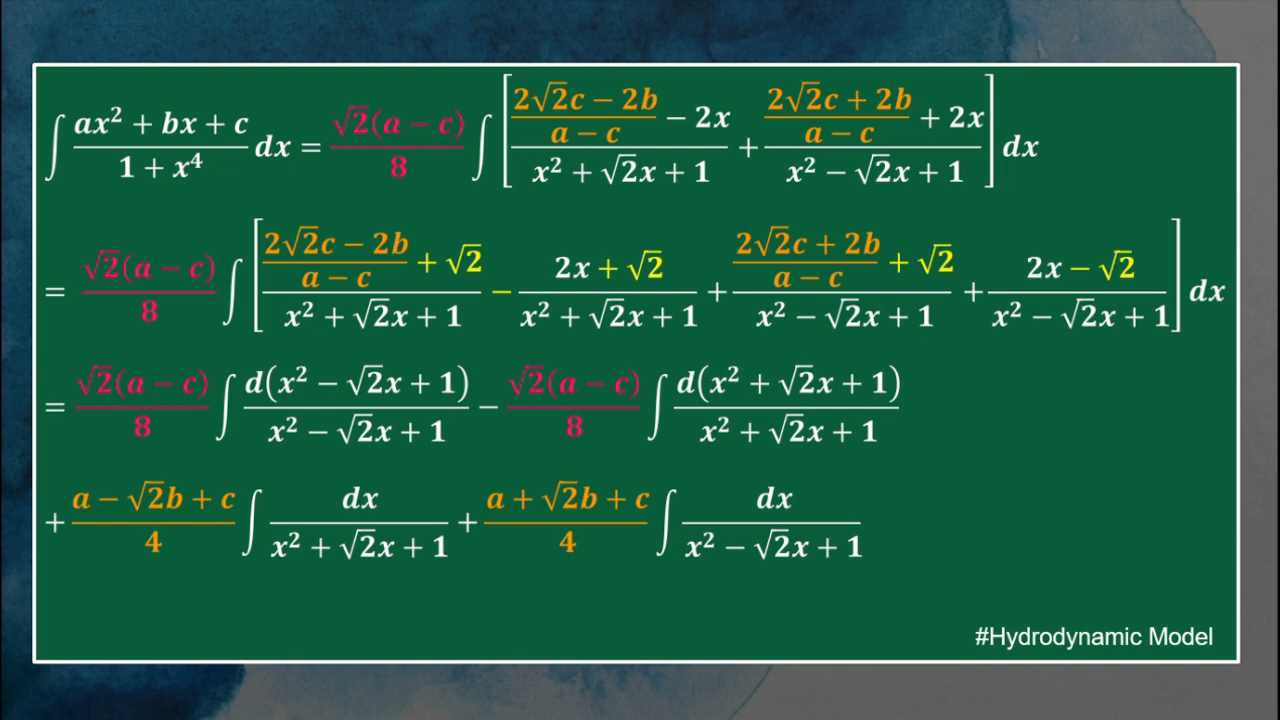 ∫ (ax² + bx + c)/(1 + x⁴) dx = √2(a − c)/8 ∫ [((2√2c − 2b)/(a − c) − 2x)/(x² + √2x + 1) + ((2√2c + 2b)/(a − c) + 2x)/(x² − √2x + 1)] dx
= √2(a − c)/8 ∫ [((2√2c − 2b)/(a − c) + √2)/(x² + √2x + 1) − (2x + √2)/(x² + √2x + 1) + ((2√2c + 2b)/(a − c) + √2)/(x² − √2x + 1) + (2x − √2)/(x² − √2x + 1)] dx
= √2(a − c)/8 ∫ d(x² − √2x + 1)/(x² − √2x + 1) − √2(a − c)/8 ∫ d(x² + √2x + 1)/(x² + √2x + 1)
+ (a − √2b + c)/4 ∫ dx/(x² + √2x + 1) + (a + √2b + c)/4 ∫ dx/(x² − √2x + 1)
#Hydrodynamic Model